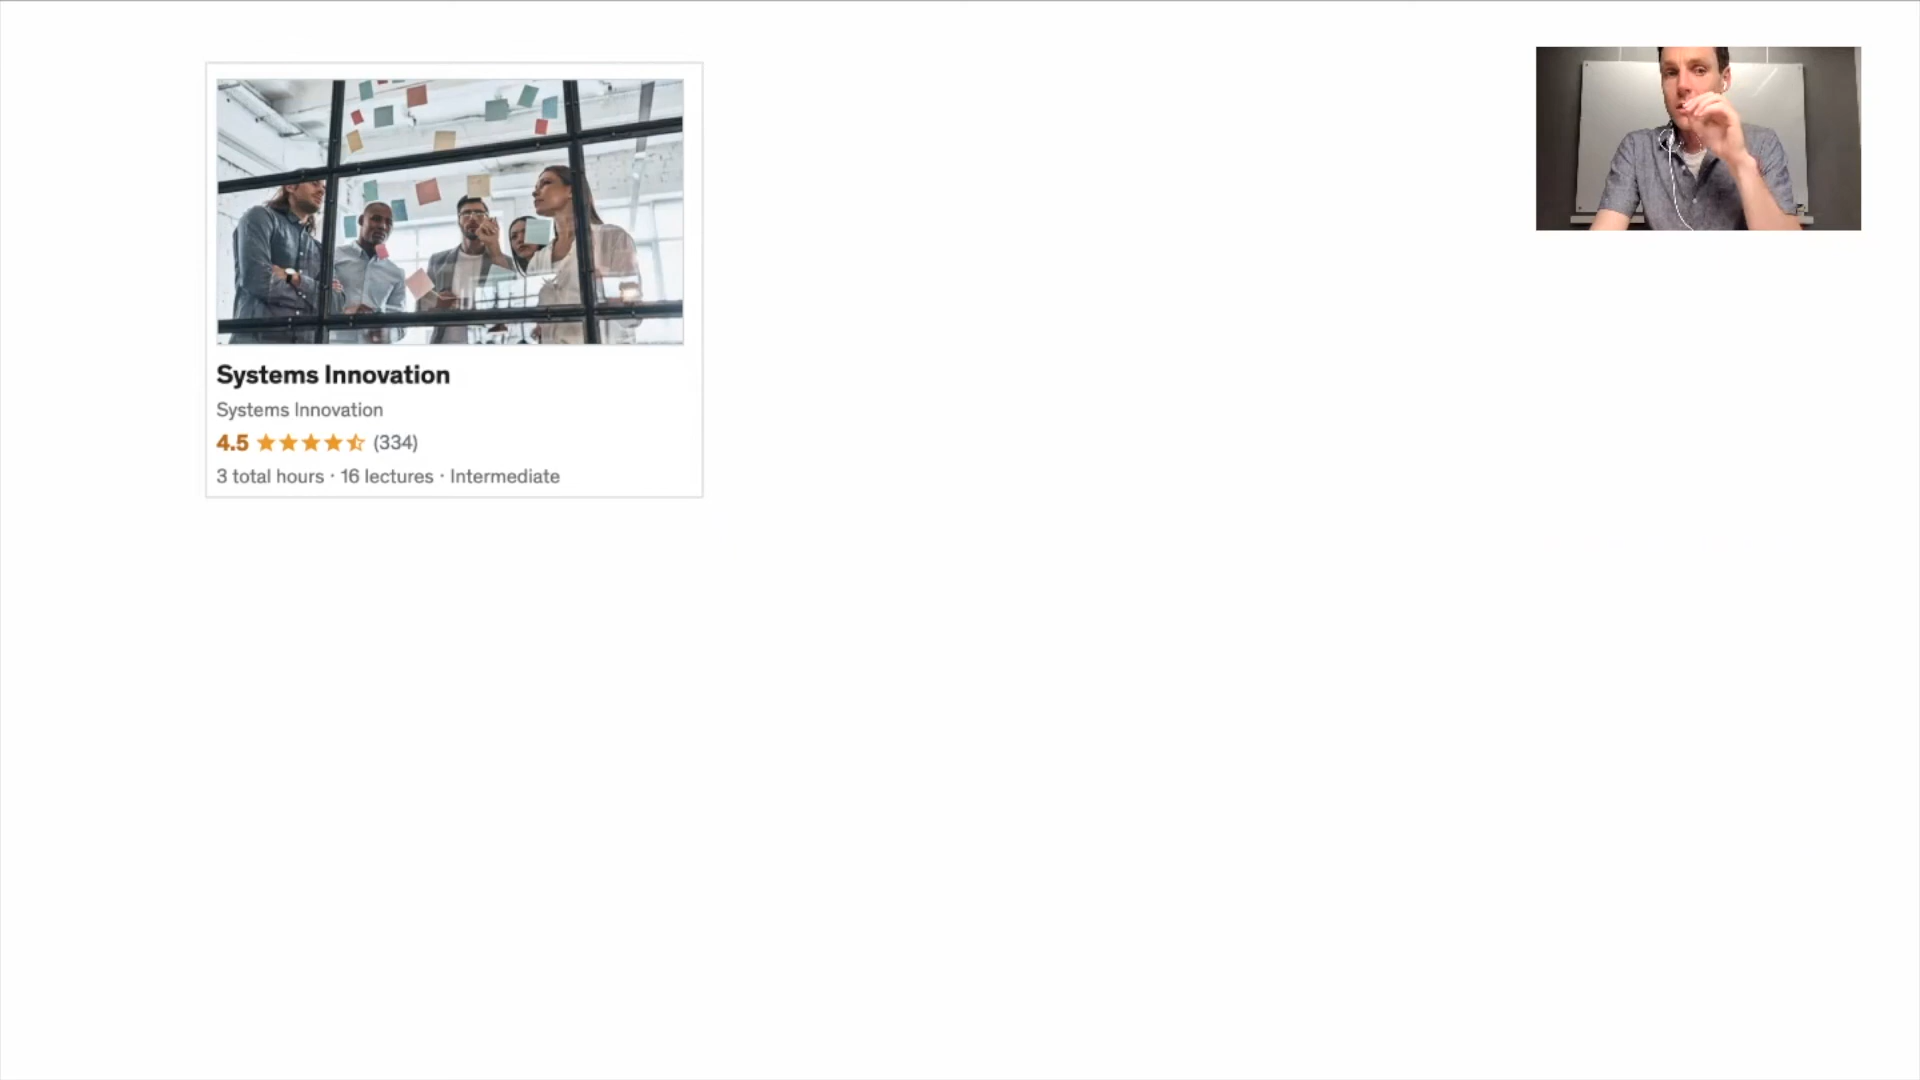 Systems Innovation
Systems Innovation
4.5 (334)
3 total hours · 16 lectures · Intermediate